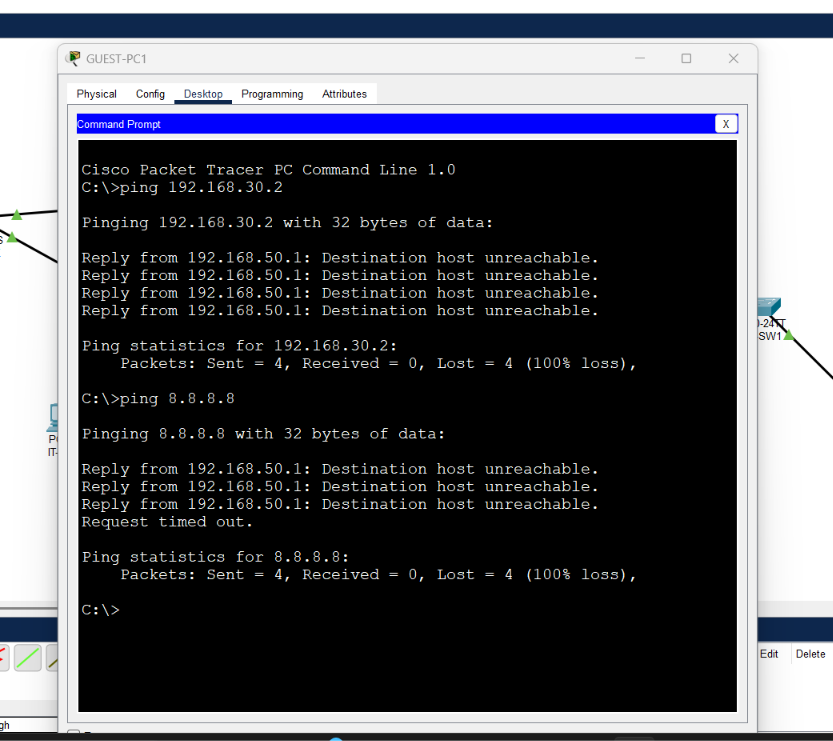 GUEST-PC1
Physical Config Desktop Programming Attributes
Command Prompt
X
Cisco Packet Tracer PC Command Line 1.0
C:\>ping 192.168.30.2
Pinging 192.168.30.2 with 32 bytes of data:
Reply from 192.168.50.1: Destination host unreachable.
Reply from 192.168.50.1: Destination host unreachable.
Reply from 192.168.50.1: Destination host unreachable.
Reply from 192.168.50.1: Destination host unreachable.
Ping statistics for 192.168.30.2:
Packets: Sent = 4, Received = 0, Lost = 4 (100% loss),
C:\>ping 8.8.8.8
Pinging 8.8.8.8 with 32 bytes of data:
Reply from 192.168.50.1: Destination host unreachable.
Reply from 192.168.50.1: Destination host unreachable.
Reply from 192.168.50.1: Destination host unreachable.
Request timed out.
Ping statistics for 8.8.8.8:
Packets: Sent = 4, Received = 0, Lost = 4 (100% loss),
C:\>
-24TT
SW1
IT-
Edit Delete
gh